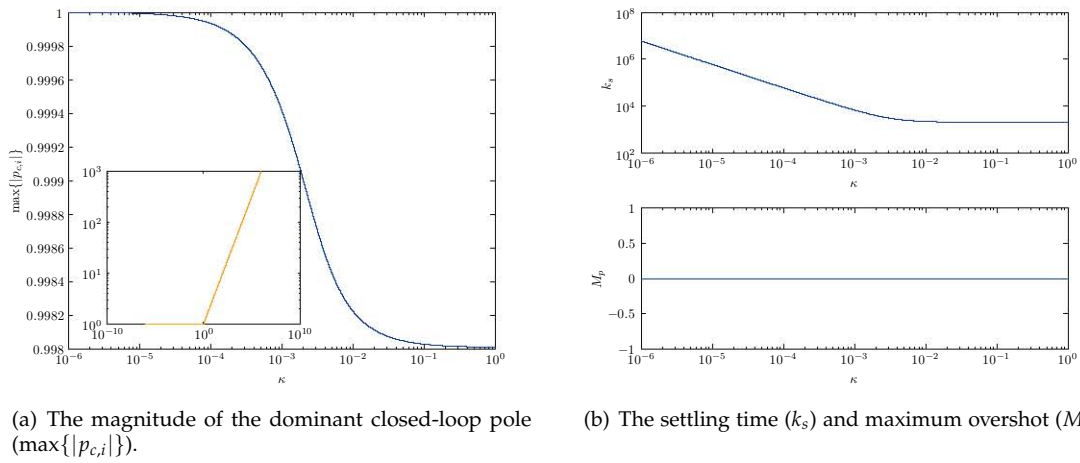 1
0.9998
0.9996
0.9994
0.9992
0.999
0.9988
0.9986
0.9984
0.9982
0.998
max{|p_{c,i}|}
10^3
10^2
10^1
10^0
10^{-10} 10^0 10^{10}
10^{-6} 10^{-5} 10^{-4} 10^{-3} 10^{-2} 10^{-1} 10^0
κ
(a) The magnitude of the dominant closed-loop pole
(max{|p_{c,i}|}).
10^8
10^6
10^4
10^2
k_s
10^{-6} 10^{-5} 10^{-4} 10^{-3} 10^{-2} 10^{-1} 10^0
κ
1
0.5
0
−0.5
−1
M_p
10^{-6} 10^{-5} 10^{-4} 10^{-3} 10^{-2} 10^{-1} 10^0
κ
(b) The settling time (k_s) and maximum overshot (M